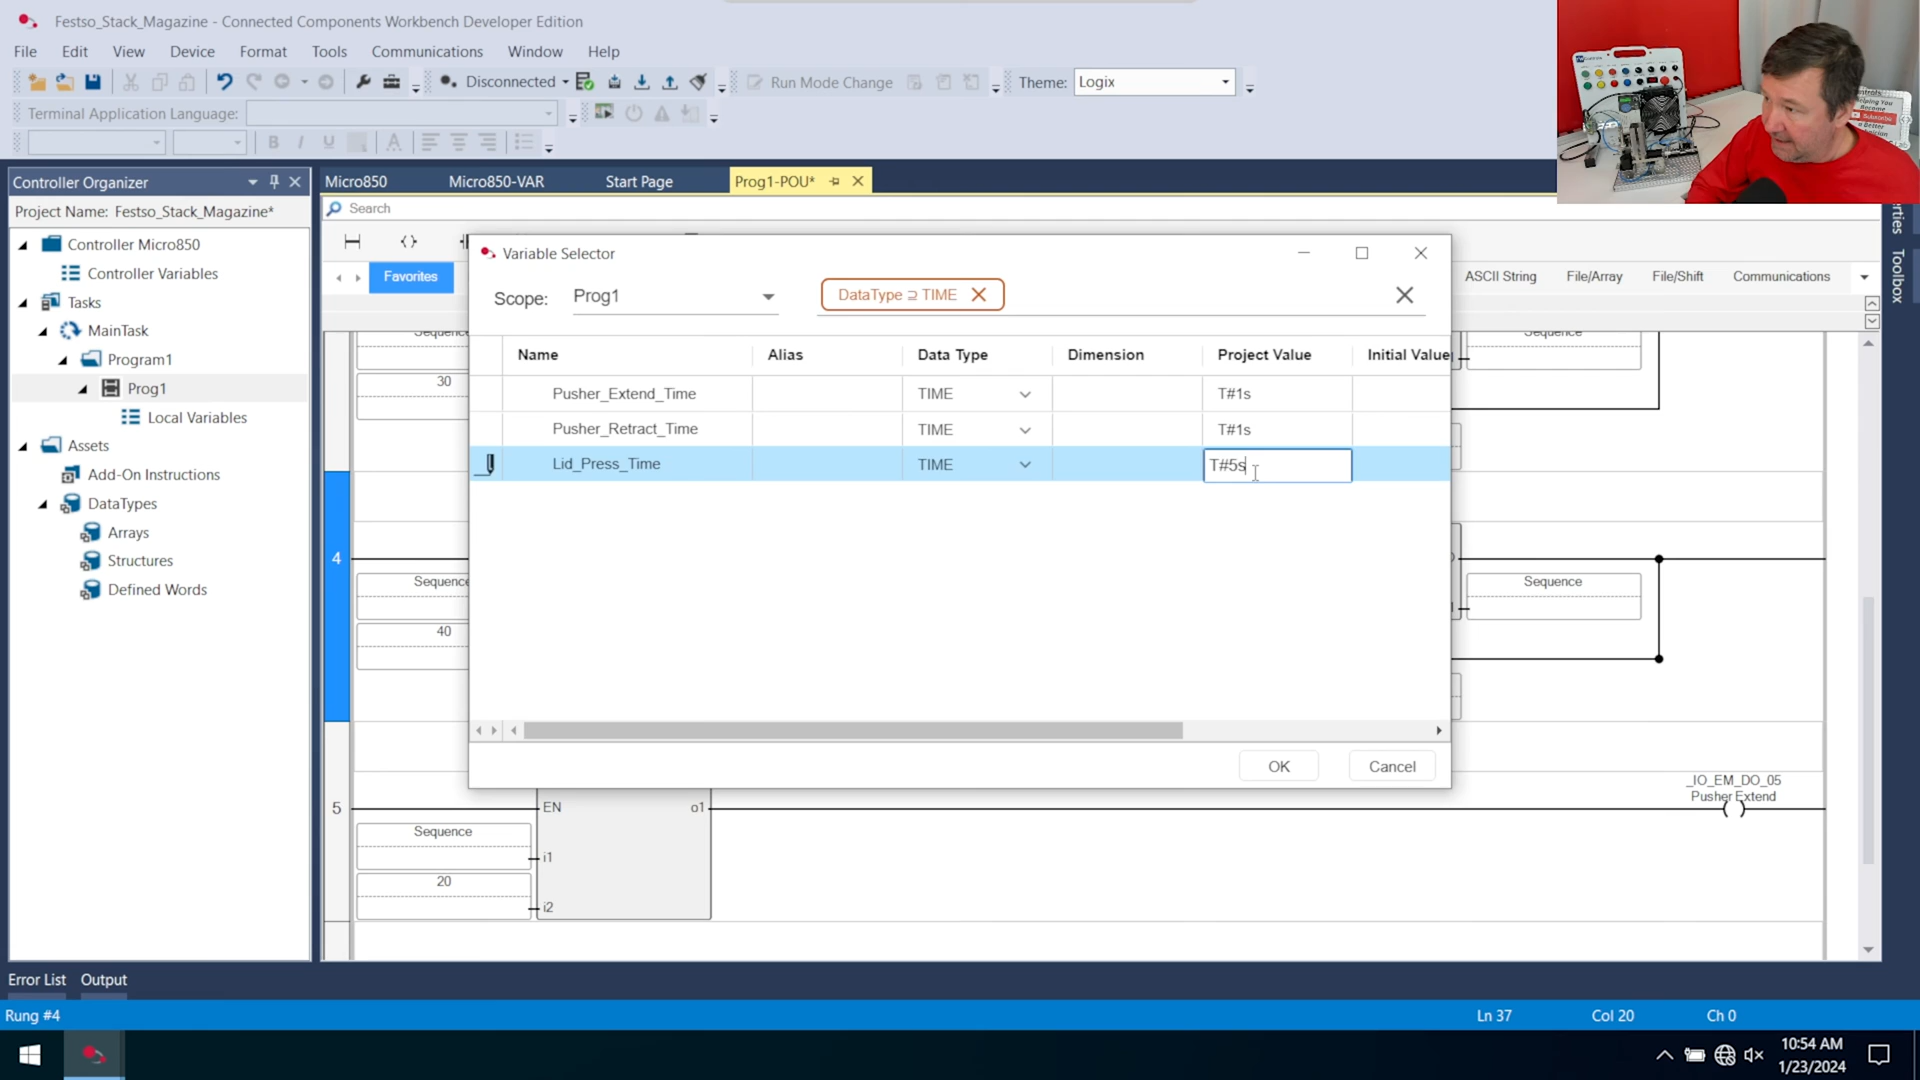 Festso_Stack_Magazine - Connected Components Workbench Developer Edition
File Edit View Device Format Tools Communications Window Help
Disconnected Run Mode Change Theme: Logix
Terminal Application Language:
B I U A
Controller Organizer
Project Name: Festso_Stack_Magazine*
Controller Micro850
Controller Variables
Tasks
MainTask
Program1
Prog1
Local Variables
Assets
Add-On Instructions
DataTypes
Arrays
Structures
Defined Words
Micro850 Micro850-VAR Start Page Prog1-POU*
Search
Favorites ASCII String File/Array File/Shift Communications
Toolbox
Variable Selector
Scope: Prog1 DataType ⊇ TIME
Name Alias Data Type Dimension Project Value Initial Value
Pusher_Extend_Time TIME T#1s
Pusher_Retract_Time TIME T#1s
Lid_Press_Time TIME T#5s
OK Cancel
30
4
Sequence
40
Sequence
5
EN o1
Sequence
i1
20
i2
_IO_EM_DO_05
Pusher Extend
Error List Output
Rung #4 Ln 37 Col 20 Ch 0
10:54 AM
1/23/2024